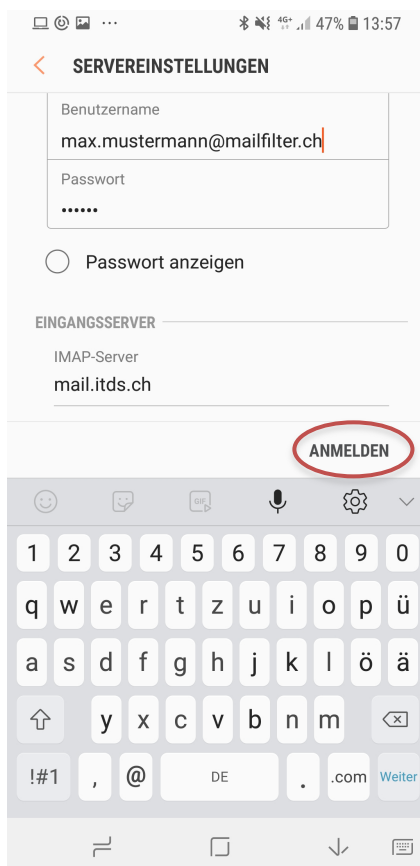 4G+ 47% 13:57
SERVEREINSTELLUNGEN
Benutzername
max.mustermann@mailfilter.ch
Passwort
••••••
Passwort anzeigen
EINGANGSSERVER
IMAP-Server
mail.itds.ch
ANMELDEN
GIF
1 2 3 4 5 6 7 8 9 0
q w e r t z u i o p ü
a s d f g h j k l ö ä
y x c v b n m
!#1 , @ DE . .com Weiter